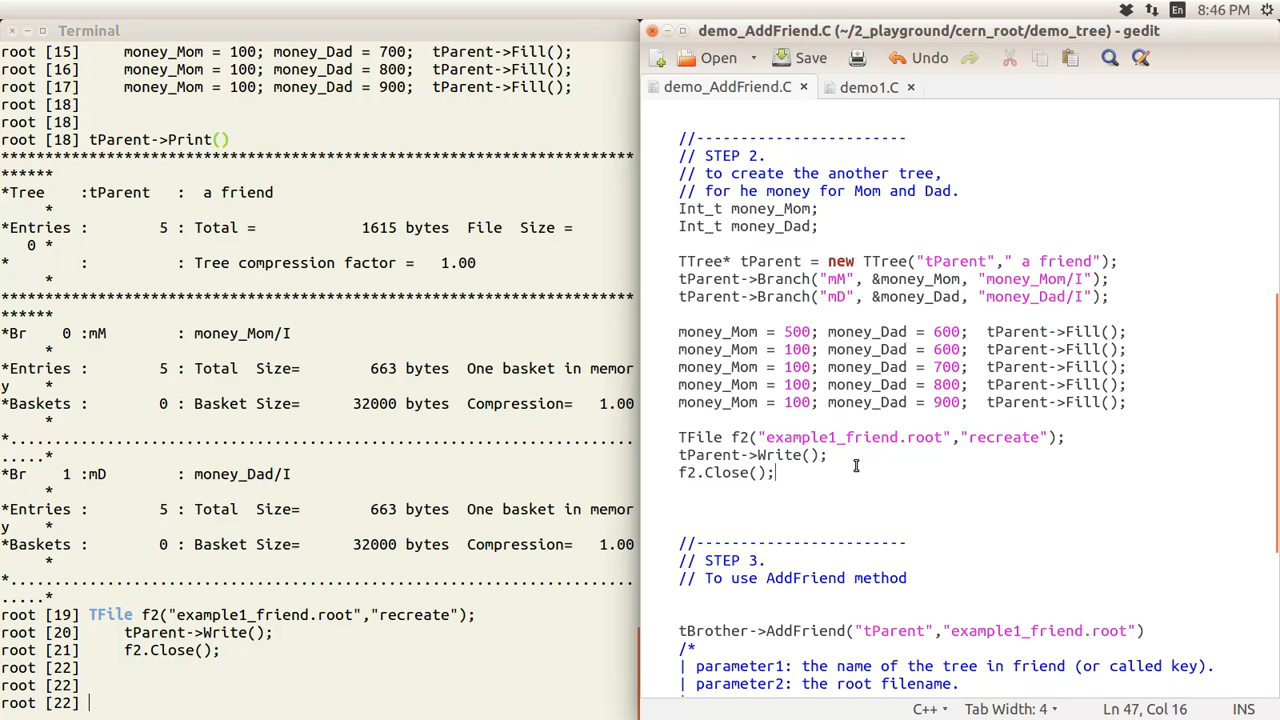 En 8:46 PM
Terminal
root [15]     money_Mom = 100; money_Dad = 700;  tParent->Fill();
root [16]     money_Mom = 100; money_Dad = 800;  tParent->Fill();
root [17]     money_Mom = 100; money_Dad = 900;  tParent->Fill();
root [18]
root [18]
root [18] tParent->Print()
************************************************************************
******
*Tree    :tParent   :  a friend
     *
*Entries :        5 : Total =            1615 bytes  File  Size =
   0 *
*        :          : Tree compression factor =   1.00
     *
************************************************************************
******
*Br    0 :mM        : money_Mom/I
     *
*Entries :        5 : Total  Size=        663 bytes  One basket in memor
y    *
*Baskets :        0 : Basket Size=      32000 bytes  Compression=   1.00
     *
*.......................................................................
.....*
*Br    1 :mD        : money_Dad/I
     *
*Entries :        5 : Total  Size=        663 bytes  One basket in memor
y    *
*Baskets :        0 : Basket Size=      32000 bytes  Compression=   1.00
     *
*.......................................................................
.....*
root [19] TFile f2("example1_friend.root","recreate");
root [20]     tParent->Write();
root [21]     f2.Close();
root [22]
root [22]
root [22]
demo_AddFriend.C (~/2_playground/cern_root/demo_tree) - gedit
Open Save Undo
demo_AddFriend.C × demo1.C ×
//------------------------
// STEP 2.
// to create the another tree,
// for he money for Mom and Dad.
Int_t money_Mom;
Int_t money_Dad;
TTree* tParent = new TTree("tParent"," a friend");
tParent->Branch("mM", &money_Mom, "money_Mom/I");
tParent->Branch("mD", &money_Dad, "money_Dad/I");
money_Mom = 500; money_Dad = 600;  tParent->Fill();
money_Mom = 100; money_Dad = 600;  tParent->Fill();
money_Mom = 100; money_Dad = 700;  tParent->Fill();
money_Mom = 100; money_Dad = 800;  tParent->Fill();
money_Mom = 100; money_Dad = 900;  tParent->Fill();
TFile f2("example1_friend.root","recreate");
tParent->Write();
f2.Close();
//------------------------
// STEP 3.
// To use AddFriend method
tBrother->AddFriend("tParent","example1_friend.root")
/*
| parameter1: the name of the tree in friend (or called key).
| parameter2: the root filename.
C++ Tab Width: 4 Ln 47, Col 16 INS